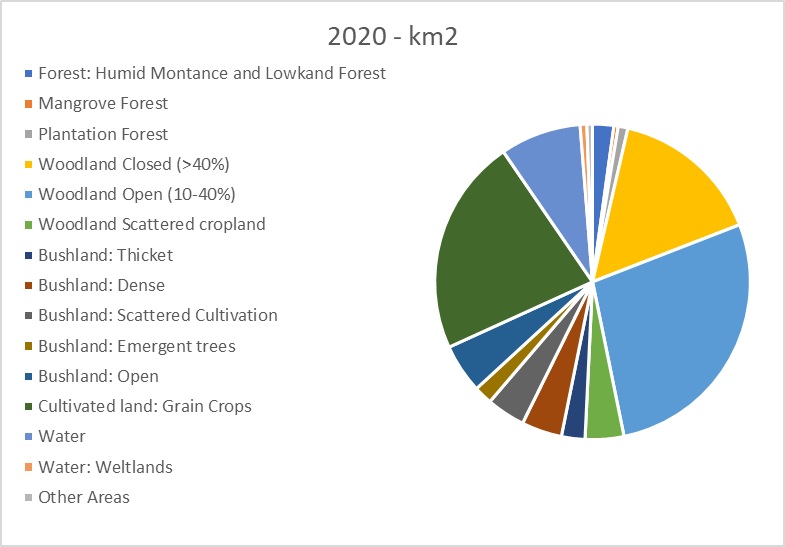 2020 - km2
Forest: Humid Montance and Lowkand Forest
Mangrove Forest
Plantation Forest
Woodland Closed (>40%)
Woodland Open (10-40%)
Woodland Scattered cropland
Bushland: Thicket
Bushland: Dense
Bushland: Scattered Cultivation
Bushland: Emergent trees
Bushland: Open
Cultivated land: Grain Crops
Water
Water: Weltlands
Other Areas